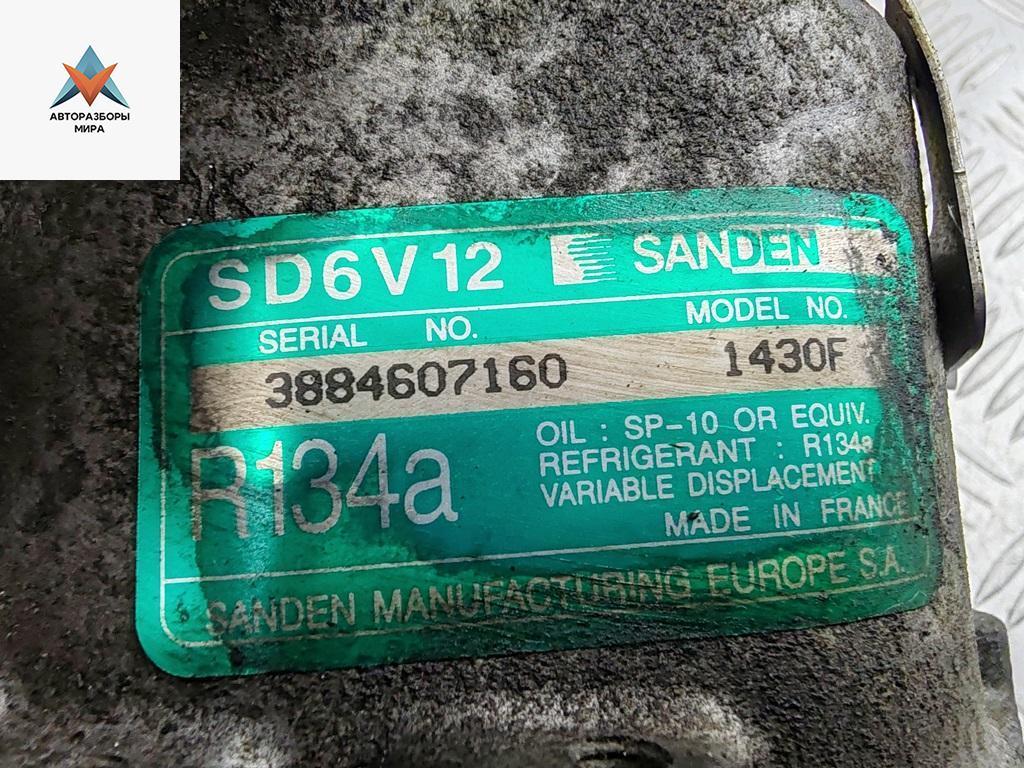 АВТОРАЗБОРЫ
МИРА
SD6V12 SANDEN
SERIAL NO. MODEL NO.
3884607160 1430F
R134a
OIL : SP-10 OR EQUIV.
REFRIGERANT : R134a
VARIABLE DISPLACEMENT
MADE IN FRANCE
SANDEN MANUFACTURING EUROPE S.A.